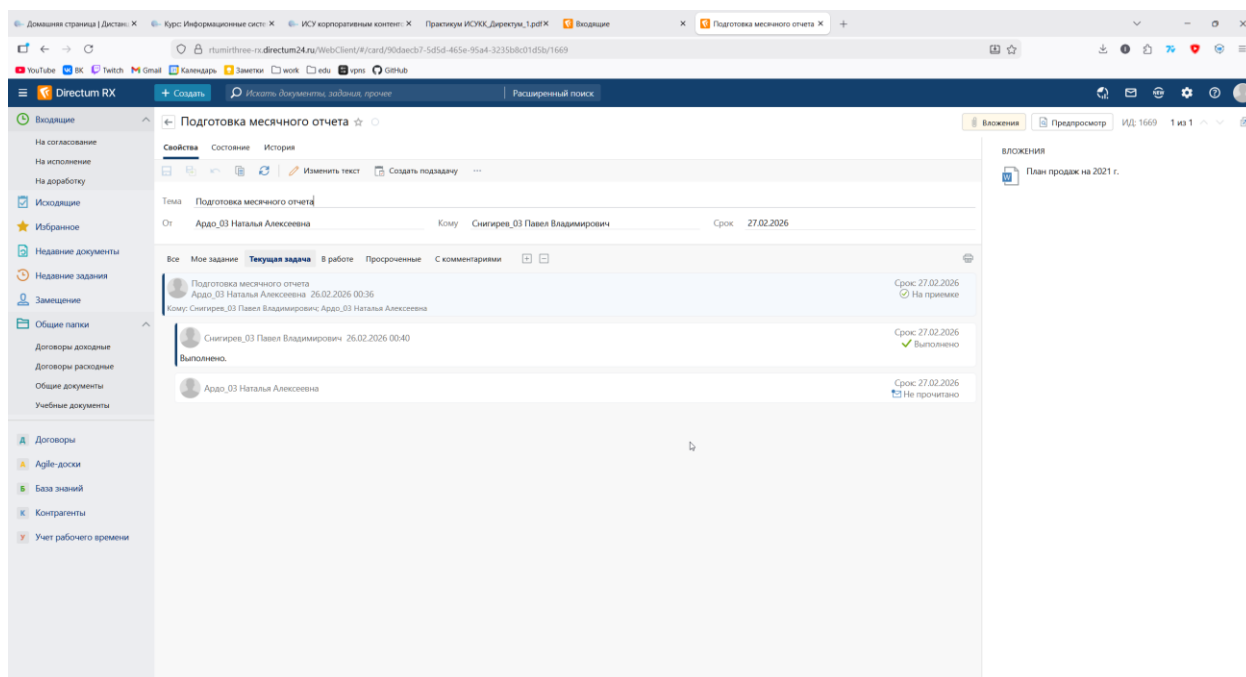 Домашняя страница | Дистанц
Курс: Информационные систе
ИСУ корпоративным контент
Практикум ИСУКК_Директум_1.pdf
Входящие
Подготовка месячного отчета
rtumirthree-rx.directum24.ru/WebClient/#/card/90daecb7-5d5d-465e-95a4-3235b8c01d5b/1669
YouTube
ВК
Twitch
Gmail
Календарь
Заметки
work
edu
vpns
GitHub
Directum RX
+ Создать
Искать документы, задания, прочее
Расширенный поиск
Входящие
На согласование
На исполнение
На доработку
Исходящие
Избранное
Недавние документы
Недавние задания
Замещение
Общие папки
Договоры доходные
Договоры расходные
Общие документы
Учебные документы
Д Договоры
А Agile-доски
Б База знаний
К Контрагенты
У Учет рабочего времени
Подготовка месячного отчета
Вложения
Предпросмотр
ИД: 1669
1 из 1
Свойства Состояние История
Изменить текст
Создать подзадачу
Тема Подготовка месячного отчета
От Ардо_03 Наталья Алексеевна
Кому Снигирев_03 Павел Владимирович
Срок 27.02.2026
Все Мое задание Текущая задача В работе Просроченные С комментариями
Подготовка месячного отчета
Срок: 27.02.2026
Ардо_03 Наталья Алексеевна 26.02.2026 00:36
На приемке
Кому: Снигирев_03 Павел Владимирович; Ардо_03 Наталья Алексеевна
Срок: 27.02.2026
Снигирев_03 Павел Владимирович 26.02.2026 00:40
Выполнено
Выполнено.
Срок: 27.02.2026
Ардо_03 Наталья Алексеевна
Не прочитано
ВЛОЖЕНИЯ
План продаж на 2021 г.